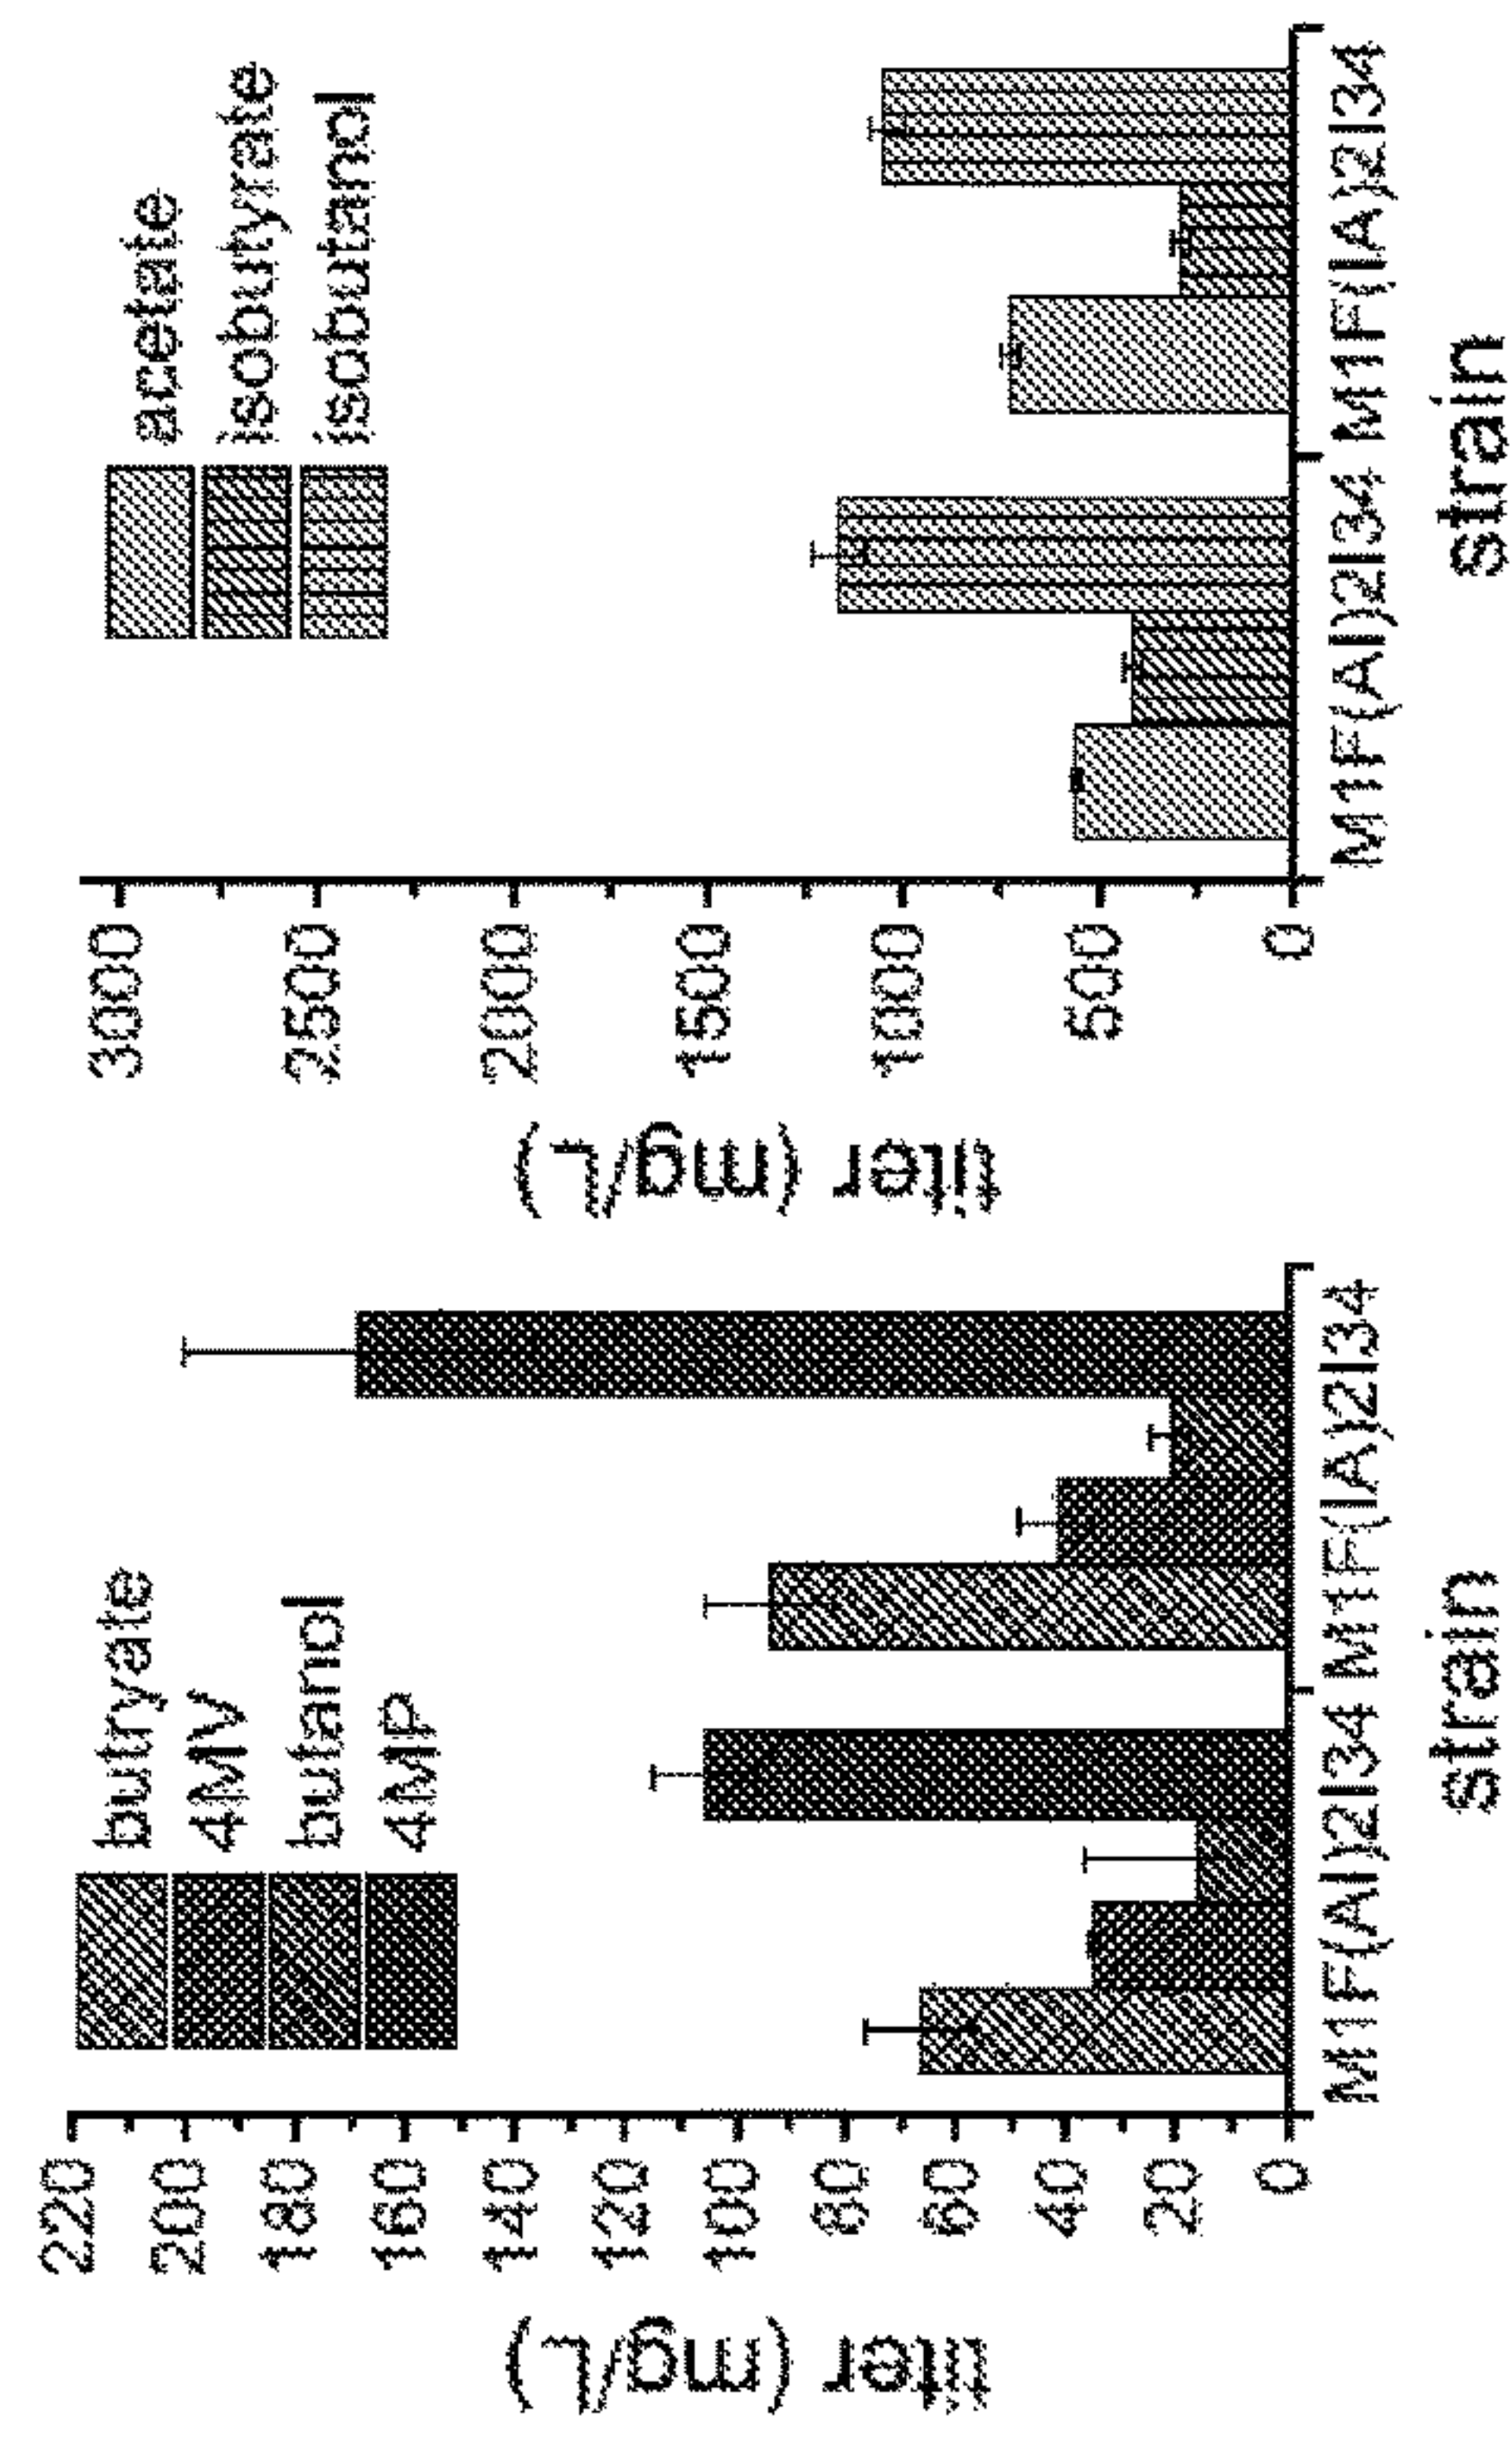 titer (mg/L)
220
200
180
160
140
120
100
80
60
40
20
0
butryate
4MV
butanol
4MP
M1F(AI)2I34 M1F(IA)2I34
strain
titer (mg/L)
3000
2500
2000
1500
1000
500
0
acetate
isobutyrate
isobutanol
M1F(AI)2I34 M1F(IA)2I34
strain